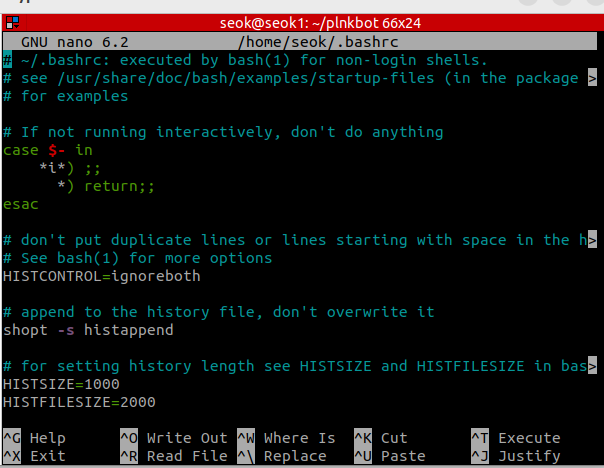 seok@seok1: ~/plnkbot 66x24
GNU nano 6.2 /home/seok/.bashrc
# ~/.bashrc: executed by bash(1) for non-login shells.
# see /usr/share/doc/bash/examples/startup-files (in the package >
# for examples
# If not running interactively, don't do anything
case $- in
    *i*) ;;
      *) return;;
esac
# don't put duplicate lines or lines starting with space in the h>
# See bash(1) for more options
HISTCONTROL=ignoreboth
# append to the history file, don't overwrite it
shopt -s histappend
# for setting history length see HISTSIZE and HISTFILESIZE in bas>
HISTSIZE=1000
HISTFILESIZE=2000
^G Help ^O Write Out ^W Where Is ^K Cut ^T Execute
^X Exit ^R Read File ^\ Replace ^U Paste ^J Justify